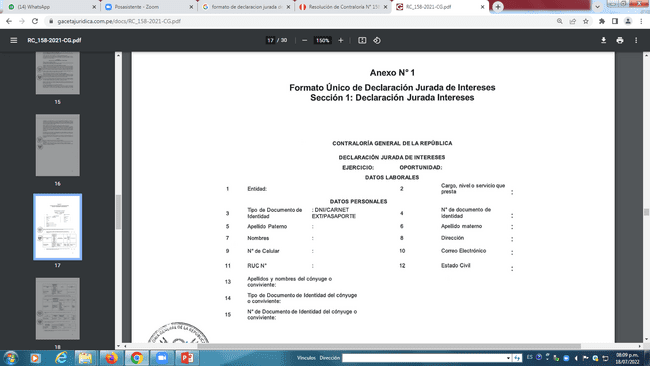 (14) WhatsApp
Posasistente - Zoom
formato de declaracion jurada d
Resolución de Contraloría N° 15
RC_158-2021-CG.pdf
gacetajuridica.com.pe/docs/RC_158-2021-CG.pdf
RC_158-2021-CG.pdf
17 / 30
150%
15
16
17
18
Anexo N° 1
Formato Único de Declaración Jurada de Intereses
Sección 1: Declaración Jurada Intereses
CONTRALORÍA GENERAL DE LA REPÚBLICA
DECLARACIÓN JURADA DE INTERESES
EJERCICIO: OPORTUNIDAD:
DATOS LABORALES
1 Entidad: 2 Cargo, nivel o servicio que presta :
DATOS PERSONALES
3 Tipo de Documento de Identidad : DNI/CARNET EXT/PASAPORTE 4 N° de documento de identidad :
5 Apellido Paterno : 6 Apellido materno :
7 Nombres : 8 Dirección :
9 N° de Celular : 10 Correo Electrónico :
11 RUC N° : 12 Estado Civil :
13 Apellidos y nombres del cónyuge o conviviente:
14 Tipo de Documento de Identidad del cónyuge o conviviente:
15 N° de Documento de Identidad del cónyuge o conviviente:
Vínculos Dirección
ES
08:09 p.m.
18/07/2022